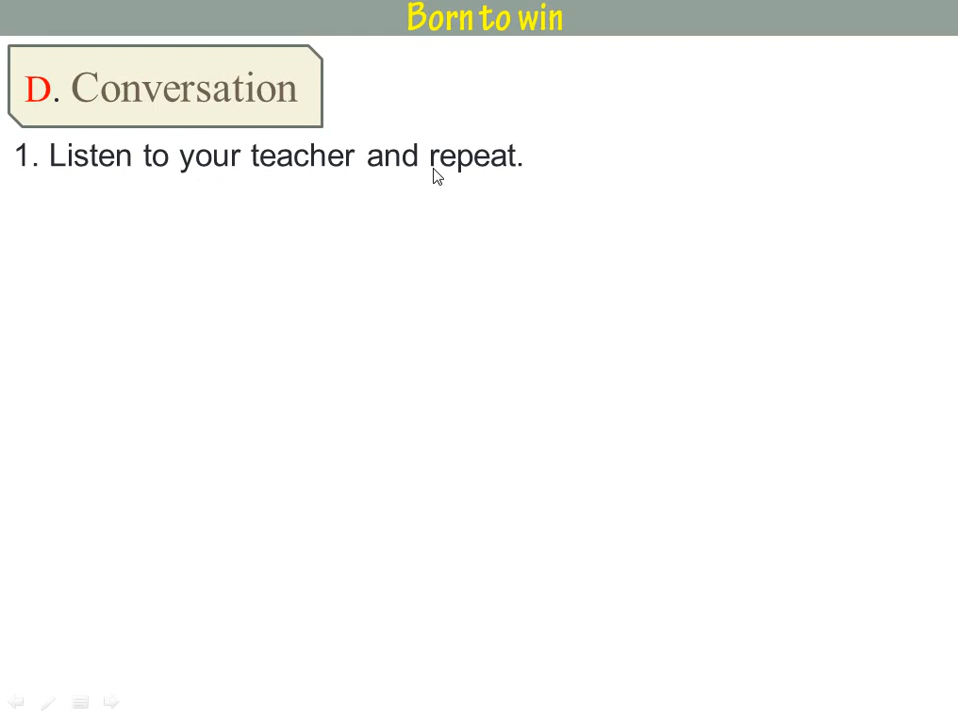 Born to win
D. Conversation
1. Listen to your teacher and repeat.